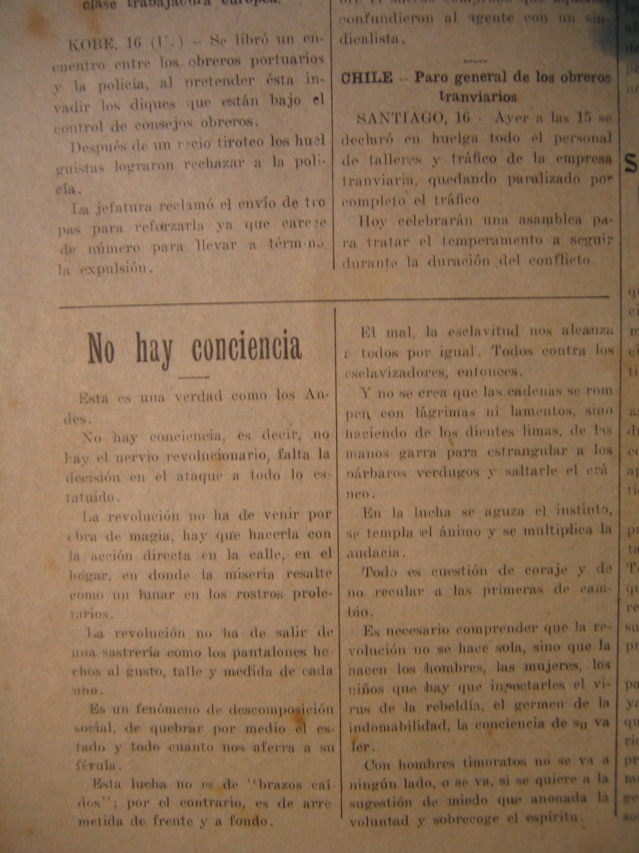 clase trabajadora europea.
KOBE, 16 (U.) — Se libró un en-
cuentro entre los obreros portuarios
y la policía, al pretender ésta in-
vadir los diques que están bajo el
control de consejos obreros.
Después de un recio tiroteo los huel
guistas lograron rechazar a la poli-
cía.
La jefatura reclamó el envío de tro
pas para reforzarla ya que carece
de número para llevar a término
la expulsión.
confundieron al agente con un sin-
dicalista.
CHILE — Paro general de los obreros
tranviarios
SANTIAGO, 16 - Ayer a las 15 se
declaró en huelga todo el personal
de talleres y tráfico de la empresa
tranviaria, quedando paralizado por
completo el tráfico
Hoy celebrarán una asamblea pa-
ra tratar el temperamento a seguir
durante la duración del conflicto
No hay conciencia
Esta es una verdad como los An-
des.
No hay conciencia, es decir, no
hay el nervio revolucionario, falta la
decisión en el ataque a todo lo es-
tatuido.
La revolución no ha de venir por
obra de magia, hay que hacerla con
la acción directa en la calle, en el
hogar, en donde la miseria resalte
como un lunar en los rostros prole-
tarios.
La revolución no ha de salir de
una sastrería como los pantalones he-
chos al gusto, talle y medida de cada
uno.
Es un fenómeno de descomposición
social, de quebrar por medio el es-
tado y todo cuanto nos aferra a su
férula.
Esta lucha no es de "brazos caí-
dos"; por el contrario, es de arre
metida de frente y a fondo.
El mal, la esclavitud nos alcanza
a todos por igual. Todos contra los
esclavizadores, entonces.
Y no se crea que las cadenas se rom
pen con lágrimas ni lamentos, sino
haciendo de los dientes limas, de las
manos garra para estrangular a los
bárbaros verdugos y saltarle el crá
neo.
En la lucha se aguza el instinto,
se templa el ánimo y se multiplica la
audacia.
Todo es cuestión de coraje y de
no recular a las primeras de cam-
bio.
Es necesario comprender que la re-
volución no se hace sola, sino que la
hacen los hombres, las mujeres, los
niños que hay que inyectarles el vi-
rus de la rebeldía, el germen de la
indomabilidad, la conciencia de su va
ler.
Con hombres timoratos no se va a
ningún lado, o se va, si se quiere a la
sugestión de miedo que anonada la
voluntad y sobrecoge el espíritu.